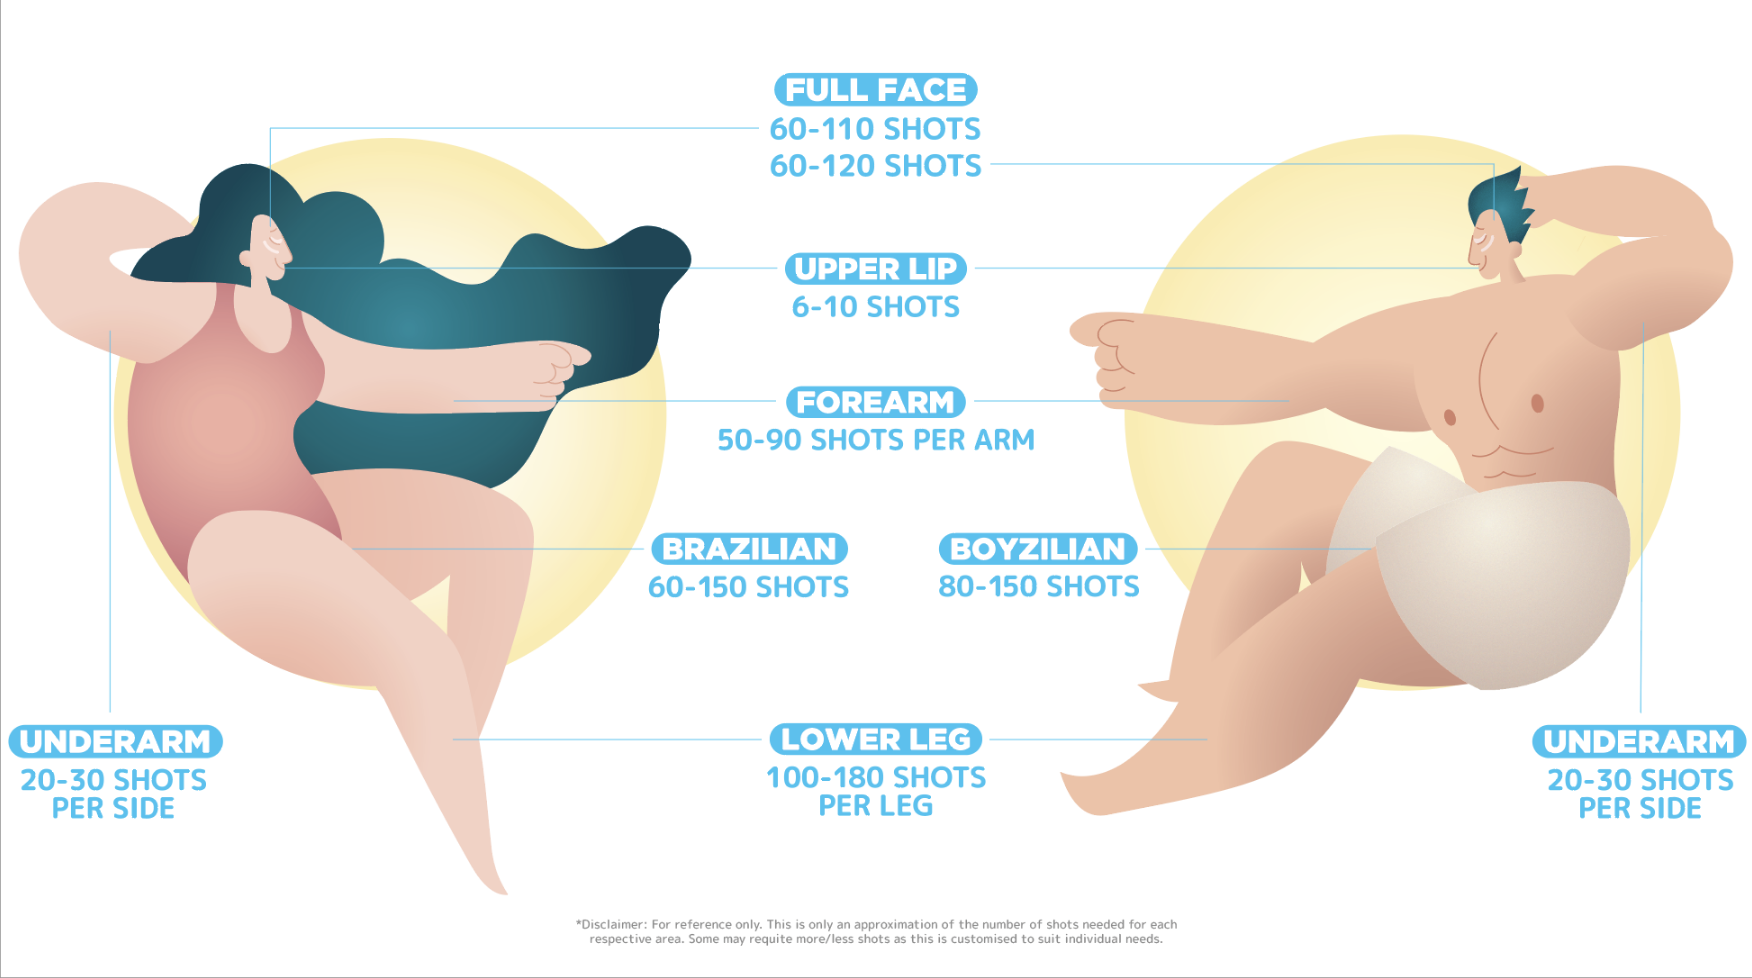 FULL FACE
60-110 SHOTS
60-120 SHOTS
UPPER LIP
6-10 SHOTS
FOREARM
50-90 SHOTS PER ARM
BRAZILIAN
60-150 SHOTS
BOYZILIAN
80-150 SHOTS
UNDERARM
20-30 SHOTS
PER SIDE
LOWER LEG
100-180 SHOTS
PER LEG
UNDERARM
20-30 SHOTS
PER SIDE
*Disclaimer: For reference only. This is only an approximation of the number of shots needed for each
respective area. Some may requite more/less shots as this is customised to suit individual needs.